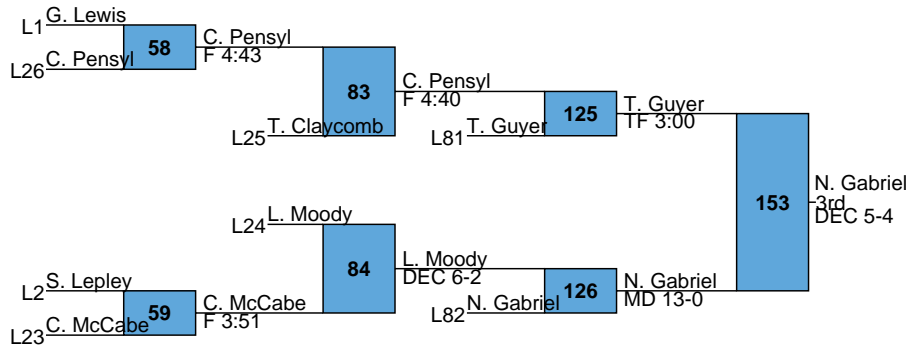 G. Lewis
L1
58
C. Pensyl
L26
C. Pensyl
F 4:43
83
T. Claycomb
L25
C. Pensyl
F 4:40
125
T. Guyer
L81
T. Guyer
TF 3:00
153
N. Gabriel
3rd
DEC 5-4
L. Moody
L24
84
S. Lepley
L2
59
C. McCabe
L23
C. McCabe
F 3:51
L. Moody
DEC 6-2
126
N. Gabriel
L82
N. Gabriel
MD 13-0